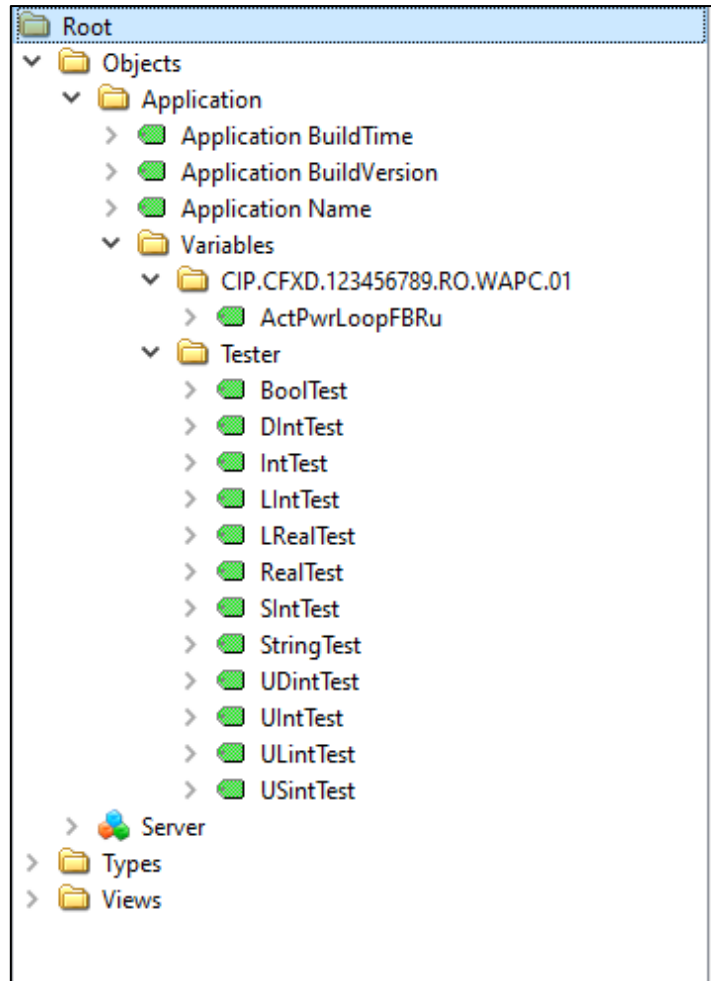 Root
Objects
Application
Application BuildTime
Application BuildVersion
Application Name
Variables
CIP.CFXD.123456789.RO.WAPC.01
ActPwrLoopFBRu
Tester
BoolTest
DIntTest
IntTest
LIntTest
LRealTest
RealTest
SIntTest
StringTest
UDintTest
UIntTest
ULintTest
USintTest
Server
Types
Views